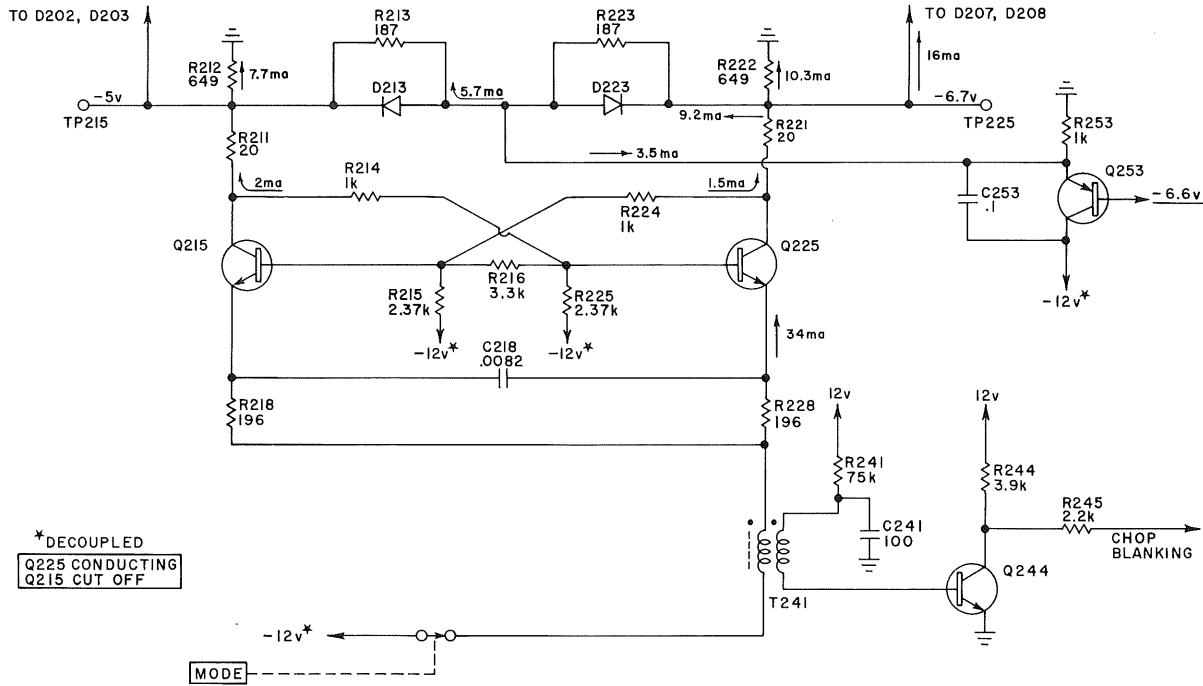 TO D202, D203
R213
187
R223
187
TO D207, D208
R212
649
7.7ma
D213
5.7ma
D223
R222
649
10.3ma
16ma
-5v
TP215
-6.7v
TP225
9.2ma
R211
20
R221
20
R253
1k
3.5ma
2ma
R214
1k
1.5ma
R224
1k
C253
.1
Q253
-6.6v
Q215
Q225
R216
3.3k
R215
2.37k
R225
2.37k
-12v*
-12v*
-12v*
C218
.0082
34ma
R218
196
R228
196
12v
12v
R241
75k
R244
3.9k
R245
2.2k
C241
100
CHOP
BLANKING
Q244
T241
*DECOUPLED
Q225 CONDUCTING
Q215 CUT OFF
-12v*
MODE